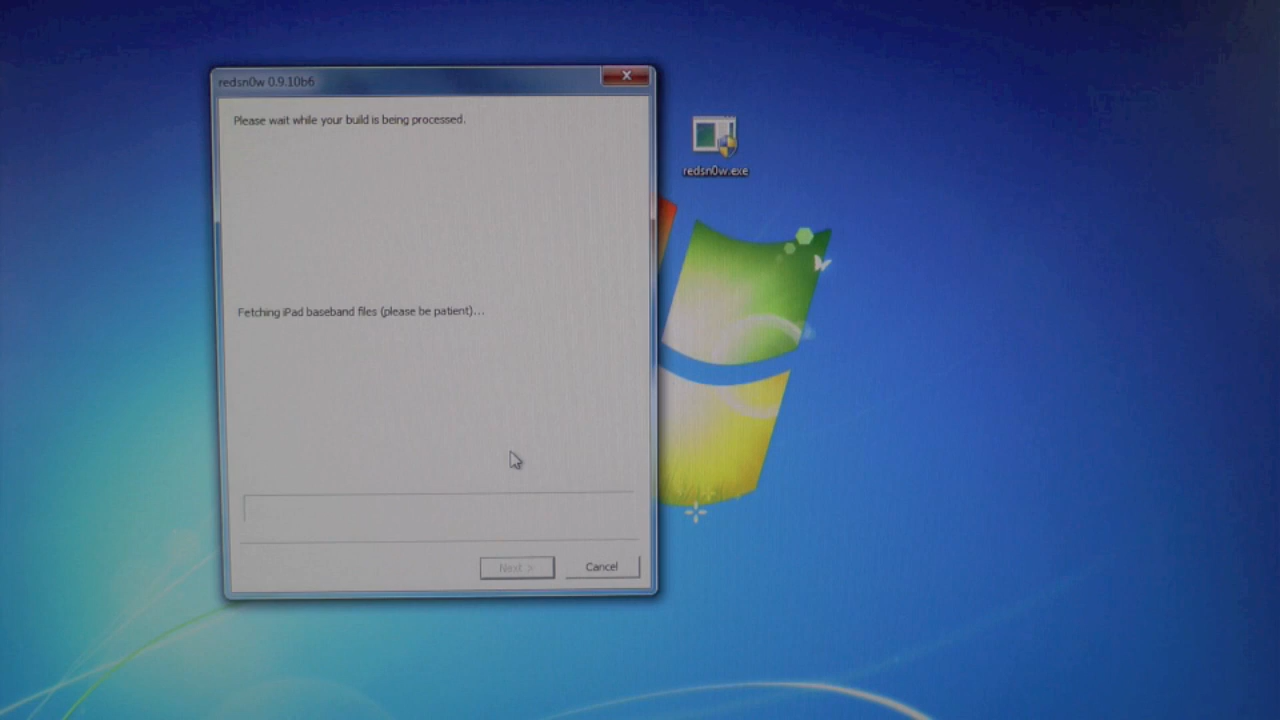 redsn0w 0.9.10b6
Please wait while your build is being processed.
redsn0w.exe
Fetching iPad baseband files (please be patient)...
Next >
Cancel